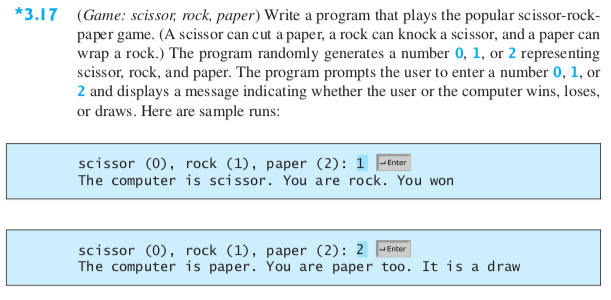 *3.17 (Game: scissor, rock, paper) Write a program that plays the popular scissor-rock-
paper game. (A scissor can cut a paper, a rock can knock a scissor, and a paper can
wrap a rock.) The program randomly generates a number 0, 1, or 2 representing
scissor, rock, and paper. The program prompts the user to enter a number 0, 1, or
2 and displays a message indicating whether the user or the computer wins, loses,
or draws. Here are sample runs:
scissor (0), rock (1), paper (2): 1 ↵Enter
The computer is scissor. You are rock. You won
scissor (0), rock (1), paper (2): 2 ↵Enter
The computer is paper. You are paper too. It is a draw